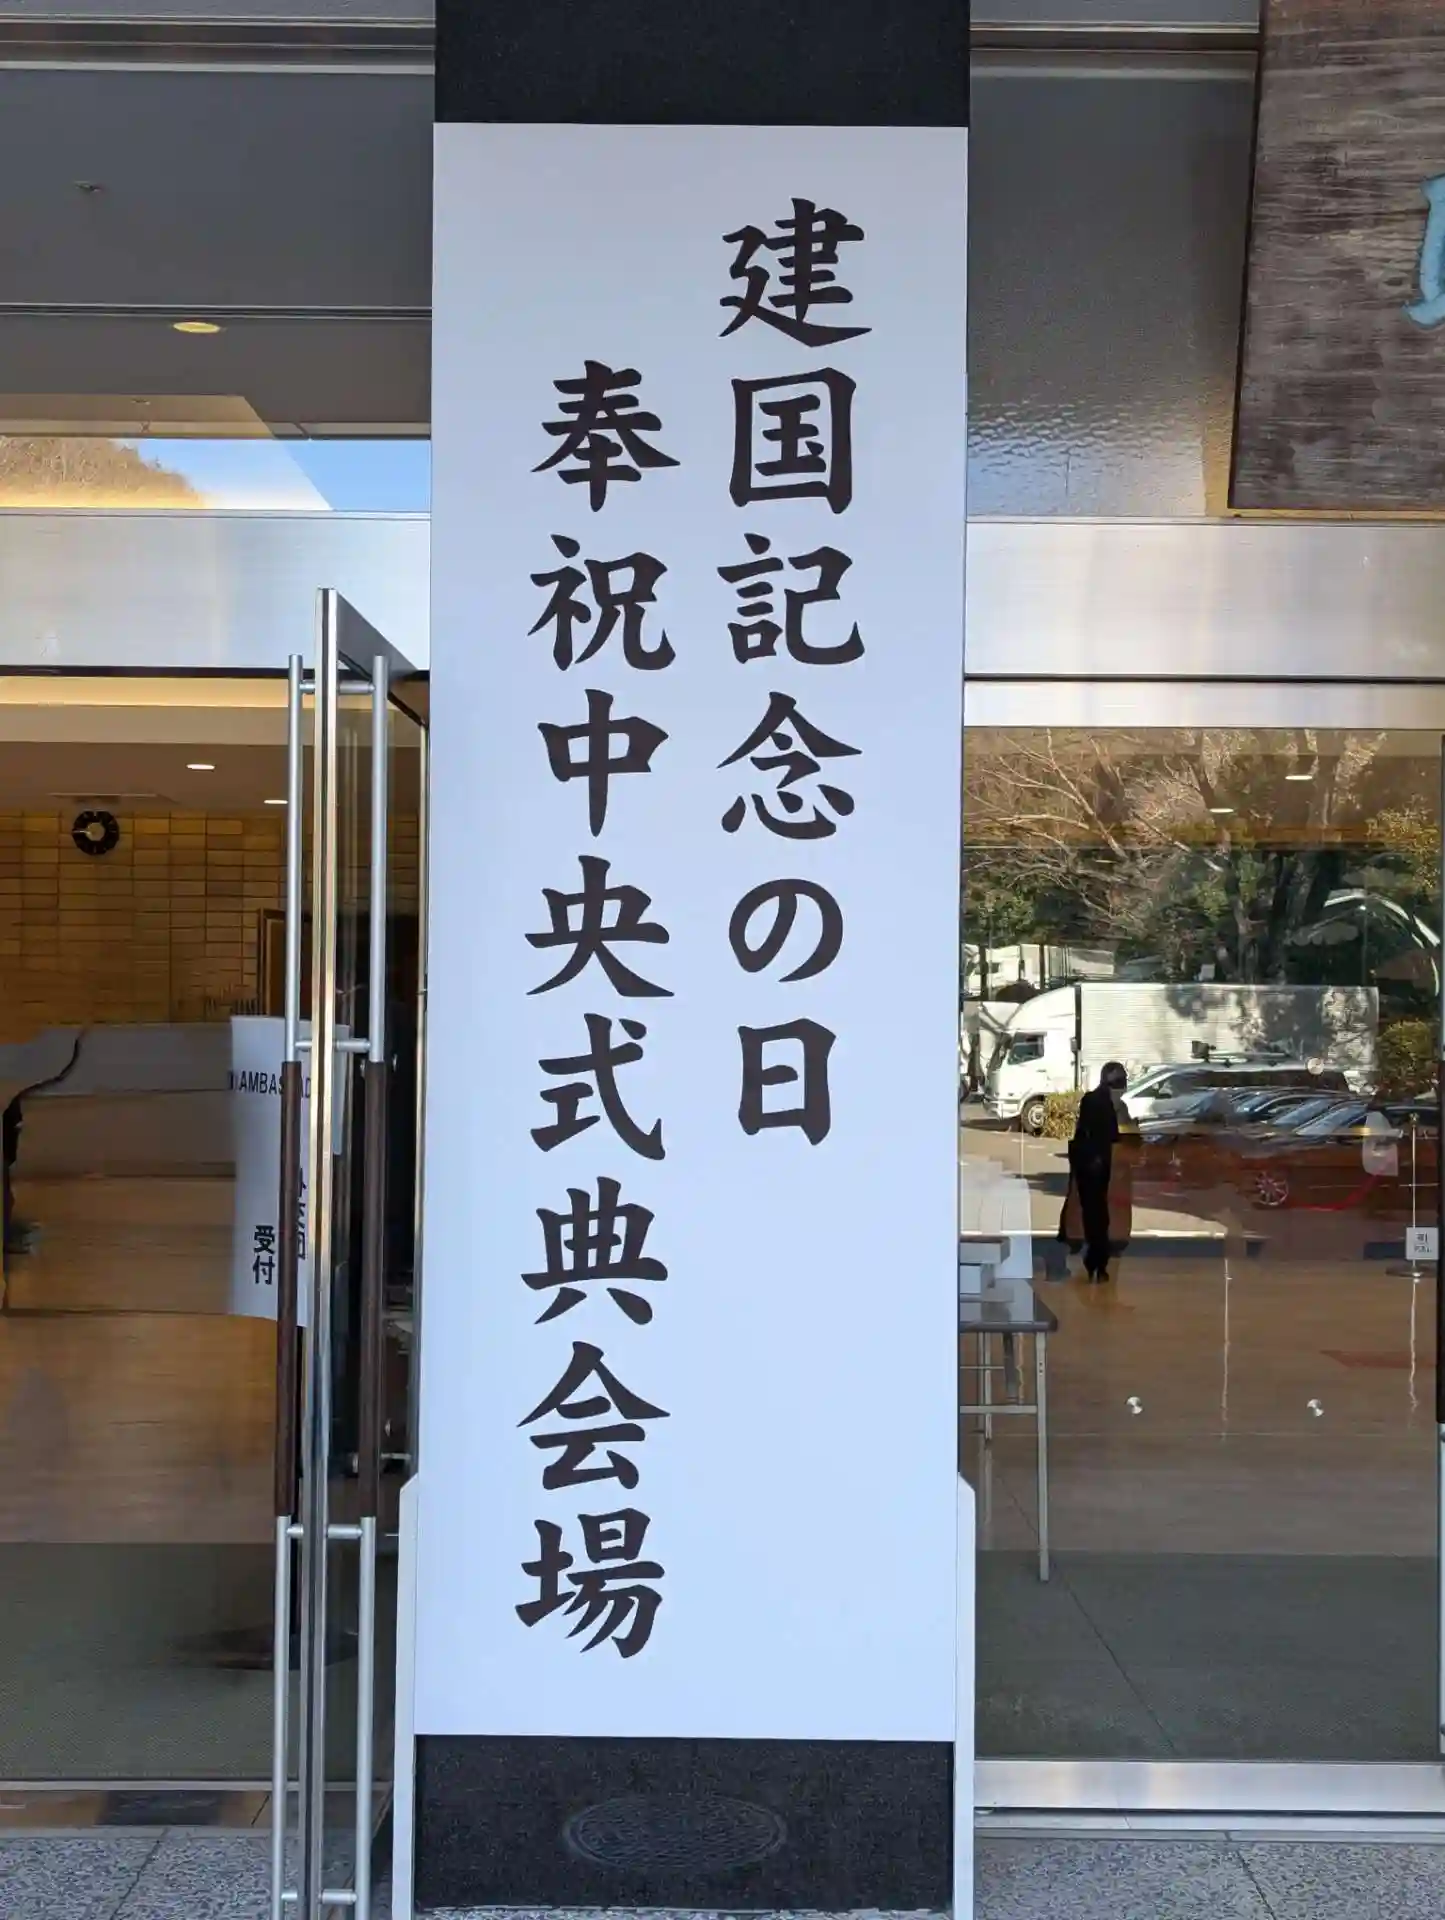 建国記念の日
奉祝中央式典会場
受付